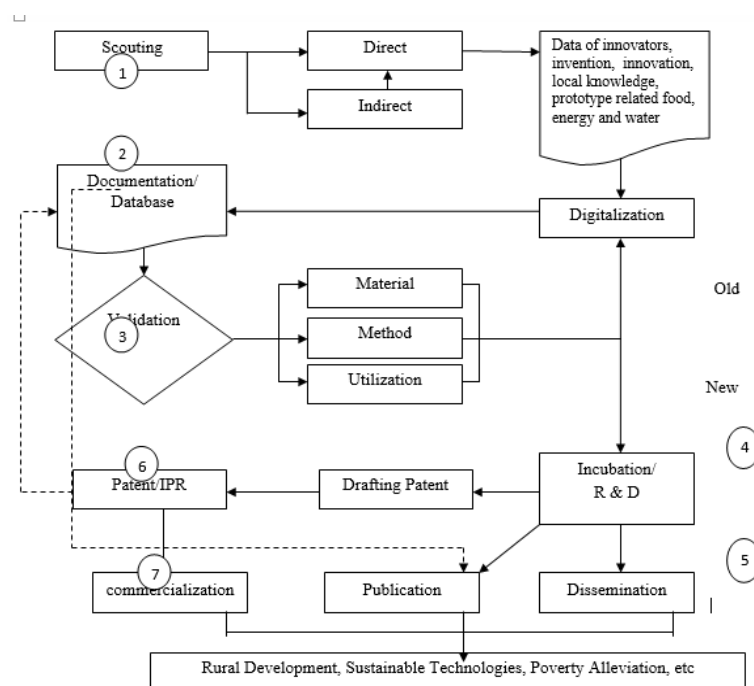 Scouting
1
Direct
Indirect
Data of innovators,
invention, innovation,
local knowledge,
prototype related food,
energy and water
2
Documentation/
Database
Digitalization
Validation
3
Material
Method
Utilization
Old
New
4
6
Patent/IPR
Drafting Patent
Incubation/
R & D
5
7
commercialization
Publication
Dissemination
Rural Development, Sustainable Technologies, Poverty Alleviation, etc